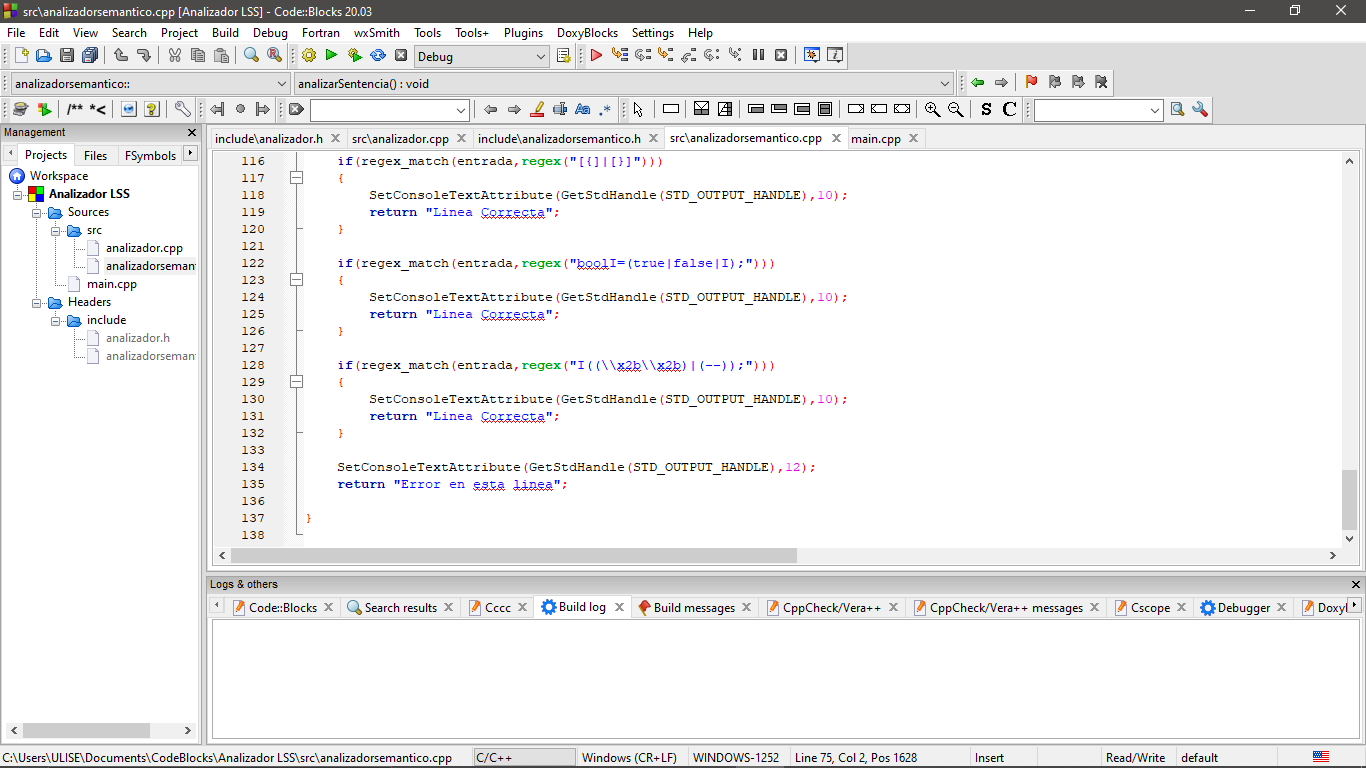 src\analizadorsemantico.cpp [Analizador LSS] - Code::Blocks 20.03
File Edit View Search Project Build Debug Fortran wxSmith Tools Tools+ Plugins DoxyBlocks Settings Help
Debug
analizadorsemantico:: analizarSentencia() : void
/** *< Aa .* S C
Management
Projects Files FSymbols
Workspace
Analizador LSS
Sources
src
analizador.cpp
analizadorseman
main.cpp
Headers
include
analizador.h
analizadorseman
include\analizador.h src\analizador.cpp include\analizadorsemantico.h src\analizadorsemantico.cpp main.cpp
116 if(regex_match(entrada,regex("[{]|[}]")))
117 {
118 SetConsoleTextAttribute(GetStdHandle(STD_OUTPUT_HANDLE),10);
119 return "Linea Correcta";
120 }
121
122 if(regex_match(entrada,regex("boolI=(true|false|I);")))
123 {
124 SetConsoleTextAttribute(GetStdHandle(STD_OUTPUT_HANDLE),10);
125 return "Linea Correcta";
126 }
127
128 if(regex_match(entrada,regex("I((\\x2b\\x2b)|(--));")))
129 {
130 SetConsoleTextAttribute(GetStdHandle(STD_OUTPUT_HANDLE),10);
131 return "Linea Correcta";
132 }
133
134 SetConsoleTextAttribute(GetStdHandle(STD_OUTPUT_HANDLE),12);
135 return "Error en esta linea";
136
137 }
138
Logs & others
Code::Blocks Search results Cccc Build log Build messages CppCheck/Vera++ CppCheck/Vera++ messages Cscope Debugger Doxyl
C:\Users\ULISE\Documents\CodeBlocks\Analizador LSS\src\analizadorsemantico.cpp C/C++ Windows (CR+LF) WINDOWS-1252 Line 75, Col 2, Pos 1628 Insert Read/Write default